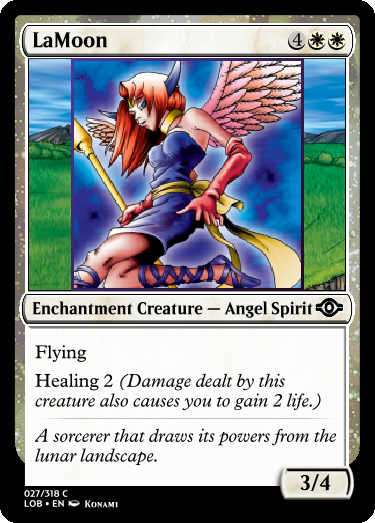 LaMoon 4
Enchantment Creature — Angel Spirit
Flying
Healing 2 (Damage dealt by this
creature also causes you to gain 2 life.)
A sorcerer that draws its powers from the
lunar landscape.
3/4
027/318 C
LOB • EN Konami